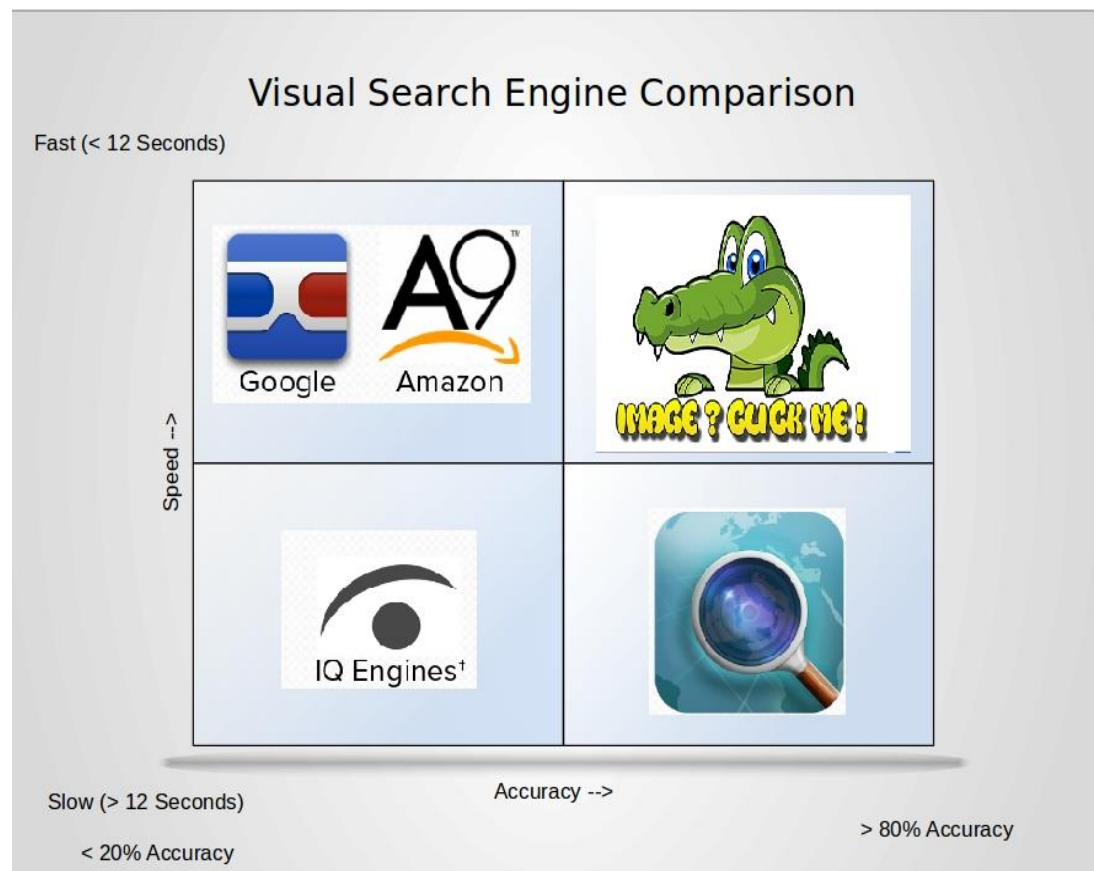 Visual Search Engine Comparison
Fast (< 12 Seconds)
A9™
Google Amazon
IMAGE ? CLICK ME !
Speed -->
IQ Engines†
Accuracy -->
Slow (> 12 Seconds)
> 80% Accuracy
< 20% Accuracy